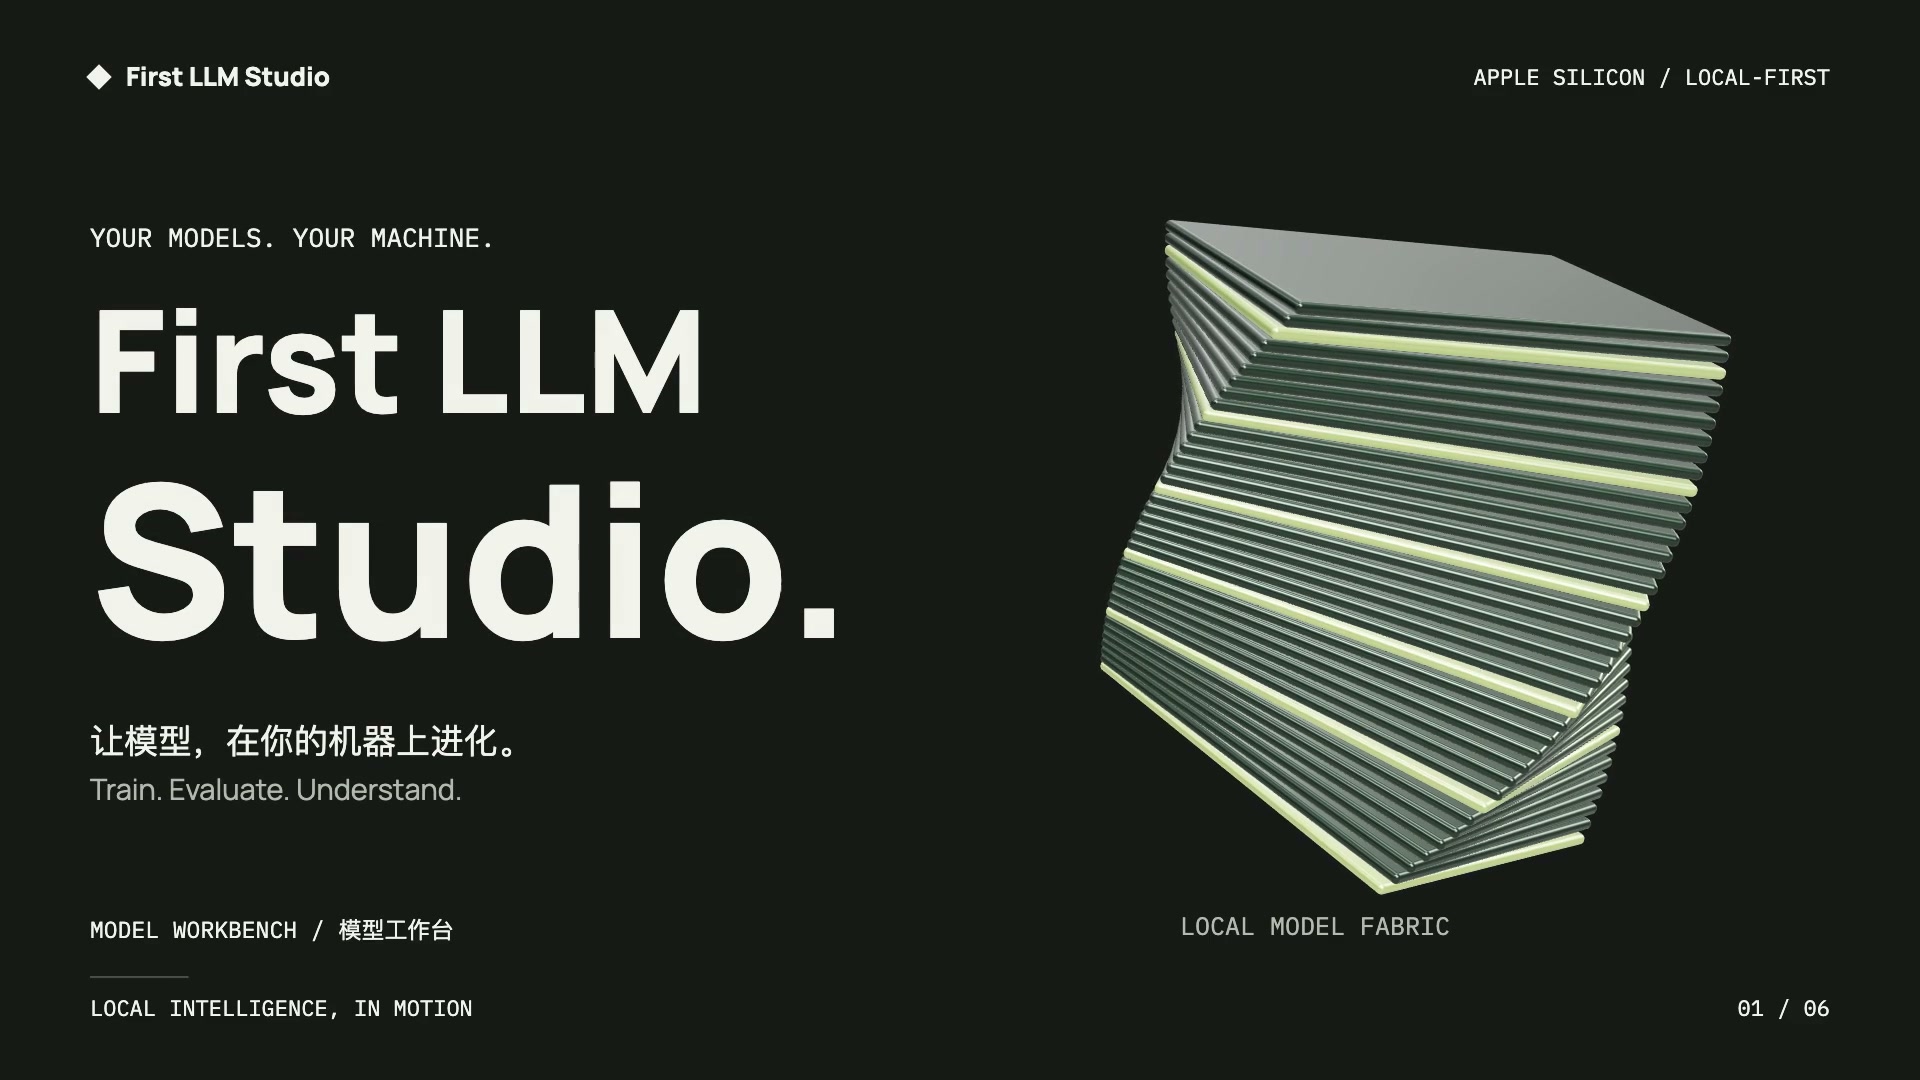 First LLM Studio
APPLE SILICON / LOCAL-FIRST
YOUR MODELS. YOUR MACHINE.
First LLM
Studio.
让模型，在你的机器上进化。
Train. Evaluate. Understand.
MODEL WORKBENCH / 模型工作台
LOCAL MODEL FABRIC
LOCAL INTELLIGENCE, IN MOTION
01 / 06